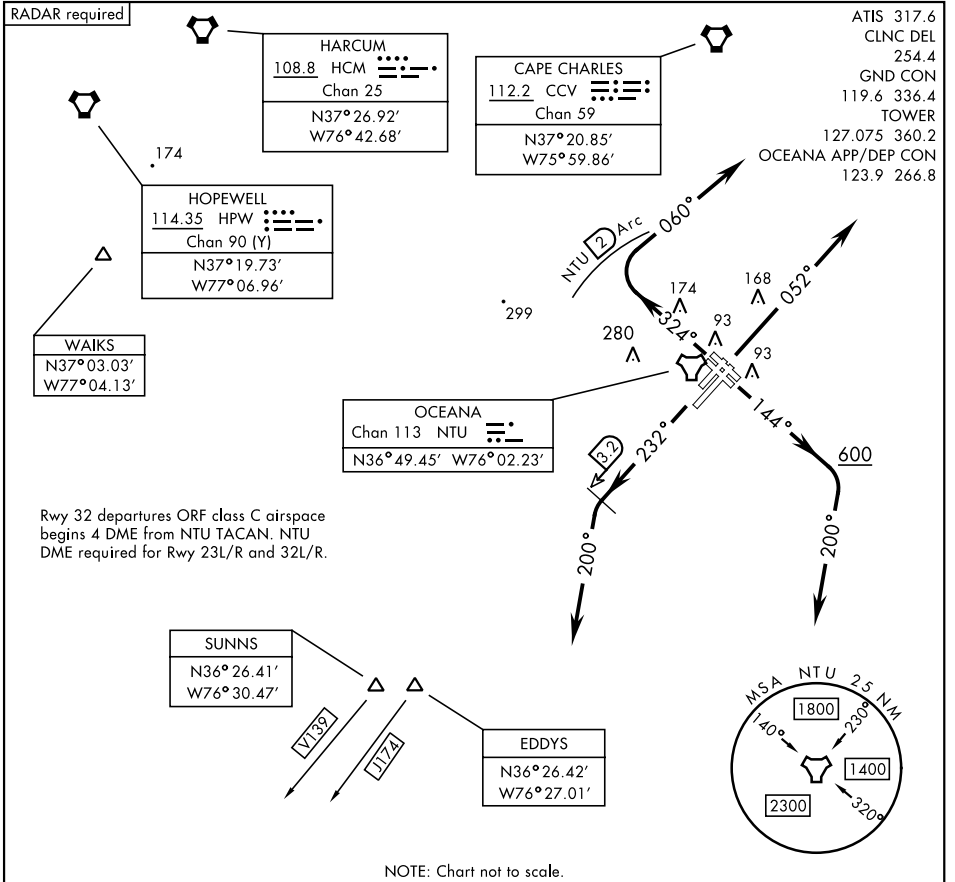 RADAR required
ATIS 317.6
CLNC DEL
254.4
GND CON
119.6 336.4
TOWER
127.075 360.2
OCEANA APP/DEP CON
123.9 266.8
HARCUM
108.8 HCM
Chan 25
N37°26.92′
W76°42.68′
CAPE CHARLES
112.2 CCV
Chan 59
N37°20.85′
W75°59.86′
174
HOPEWELL
114.35 HPW
Chan 90 (Y)
N37°19.73′
W77°06.96′
WAIKS
N37°03.03′
W77°04.13′
NTU 2 Arc
060°
052°
299
280
174
168
324°
93
93
OCEANA
Chan 113 NTU
N36°49.45′ W76°02.23′
3.2
232°
144°
600
200°
200°
Rwy 32 departures ORF class C airspace
begins 4 DME from NTU TACAN. NTU
DME required for Rwy 23L/R and 32L/R.
SUNNS
N36°26.41′
W76°30.47′
V139
J174
EDDYS
N36°26.42′
W76°27.01′
MSA NTU 25 NM
1800
140°
230°
1400
2300
320°
NOTE: Chart not to scale.